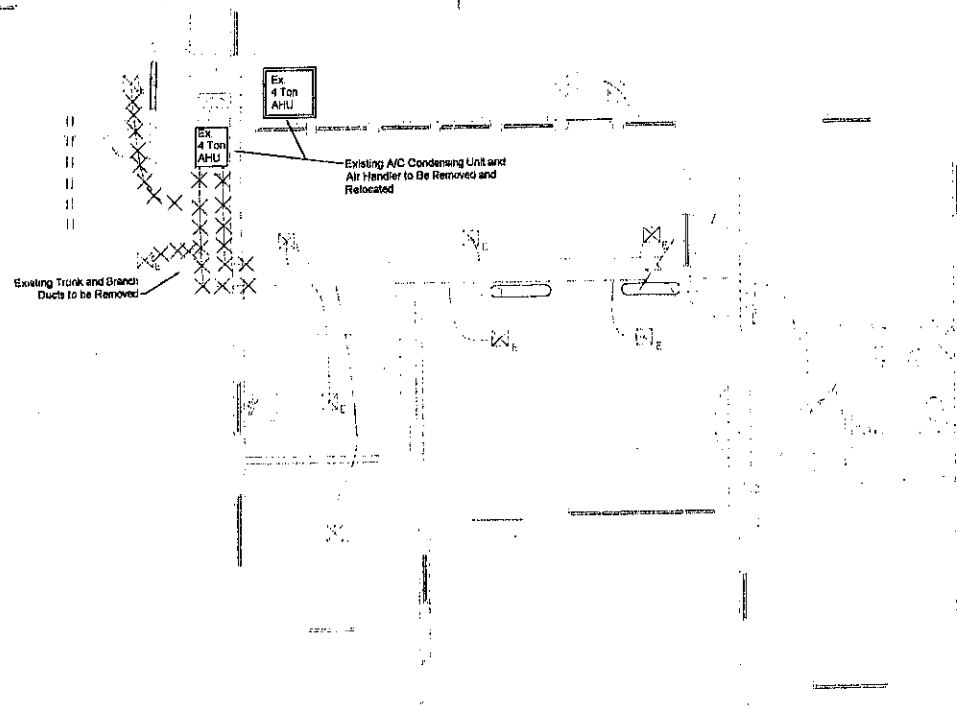 Ex.
4 Ton
AHU
Ex.
4 Ton
AHU
Existing A/C Condensing Unit and
Air Handler to Be Removed and
Relocated
Existing Trunk and Branch
Ducts to be Removed
E
E
E
E
E
E